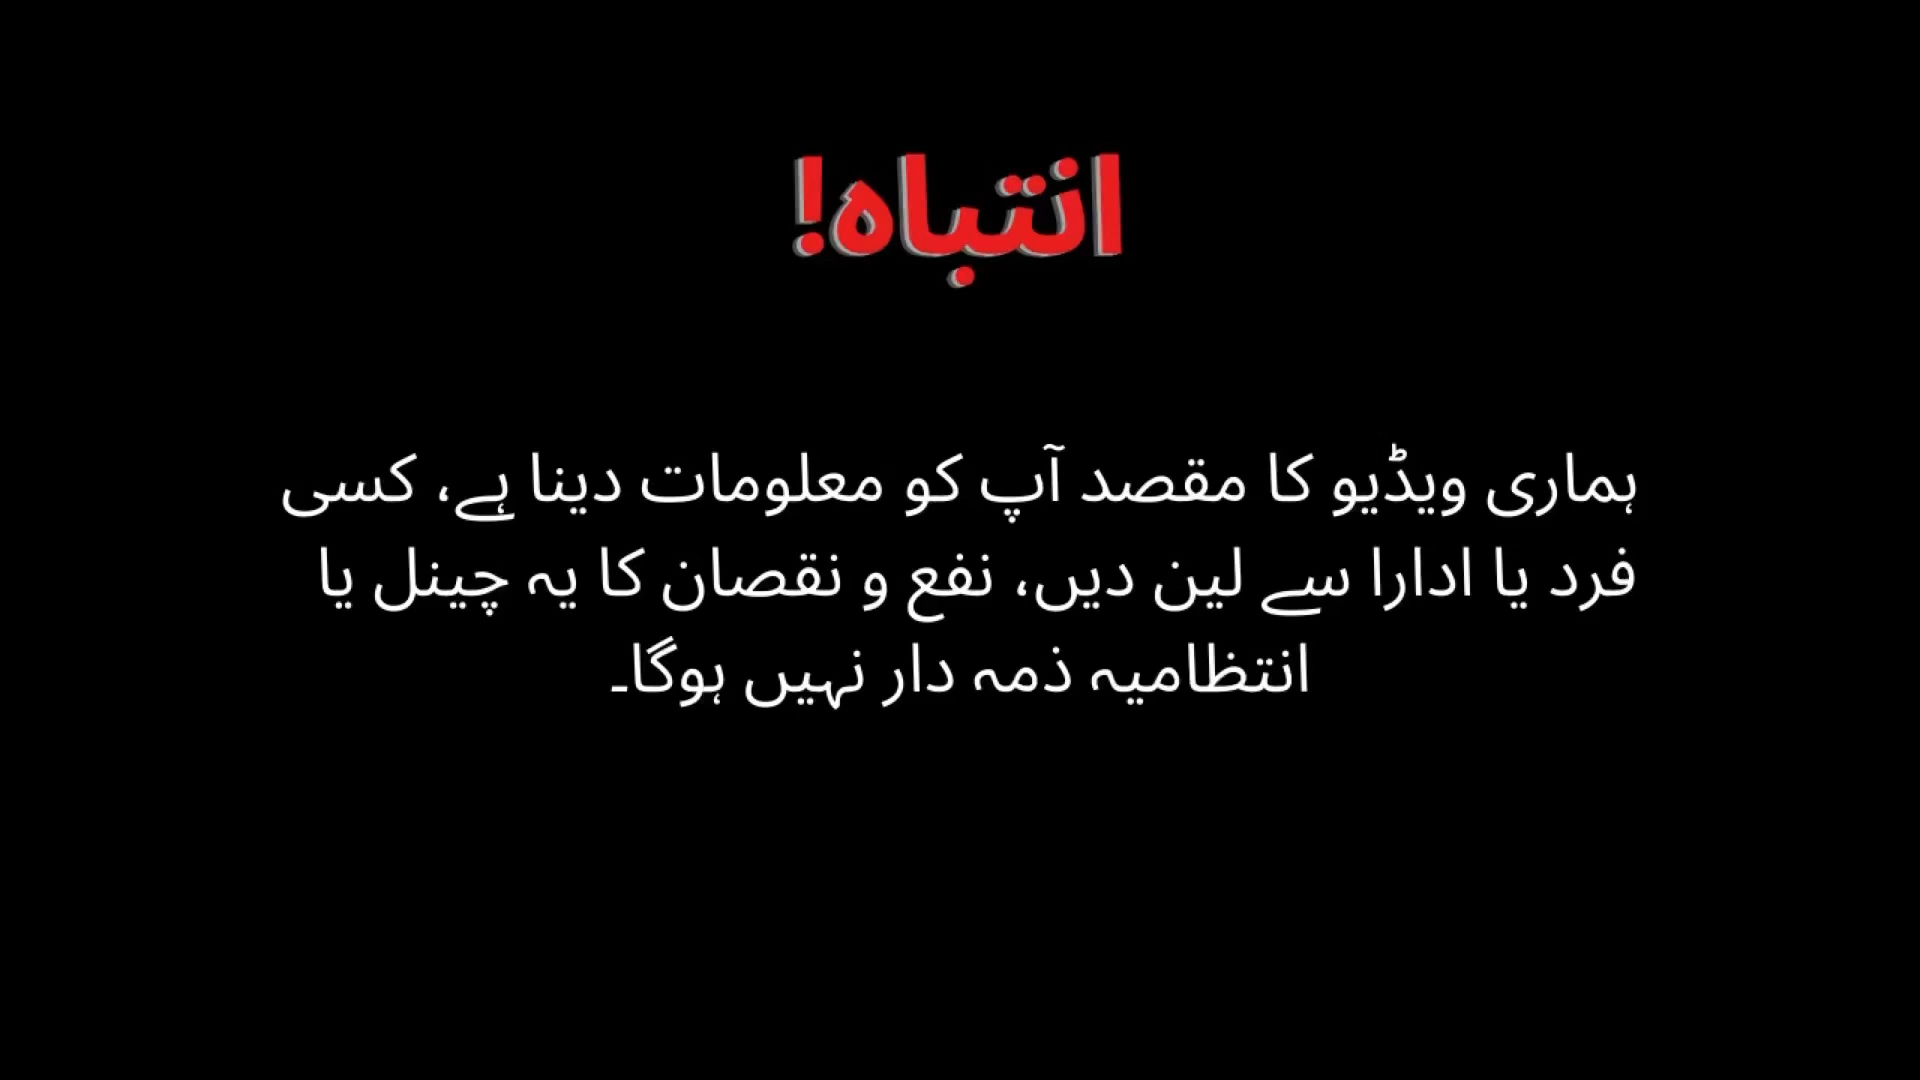 انتباہ!
ہماری ویڈیو کا مقصد آپ کو معلومات دینا ہے، کسی
فرد یا ادارا سے لین دیں، نفع و نقصان کا یہ چینل یا
انتظامیہ ذمہ دار نہیں ہوگا۔